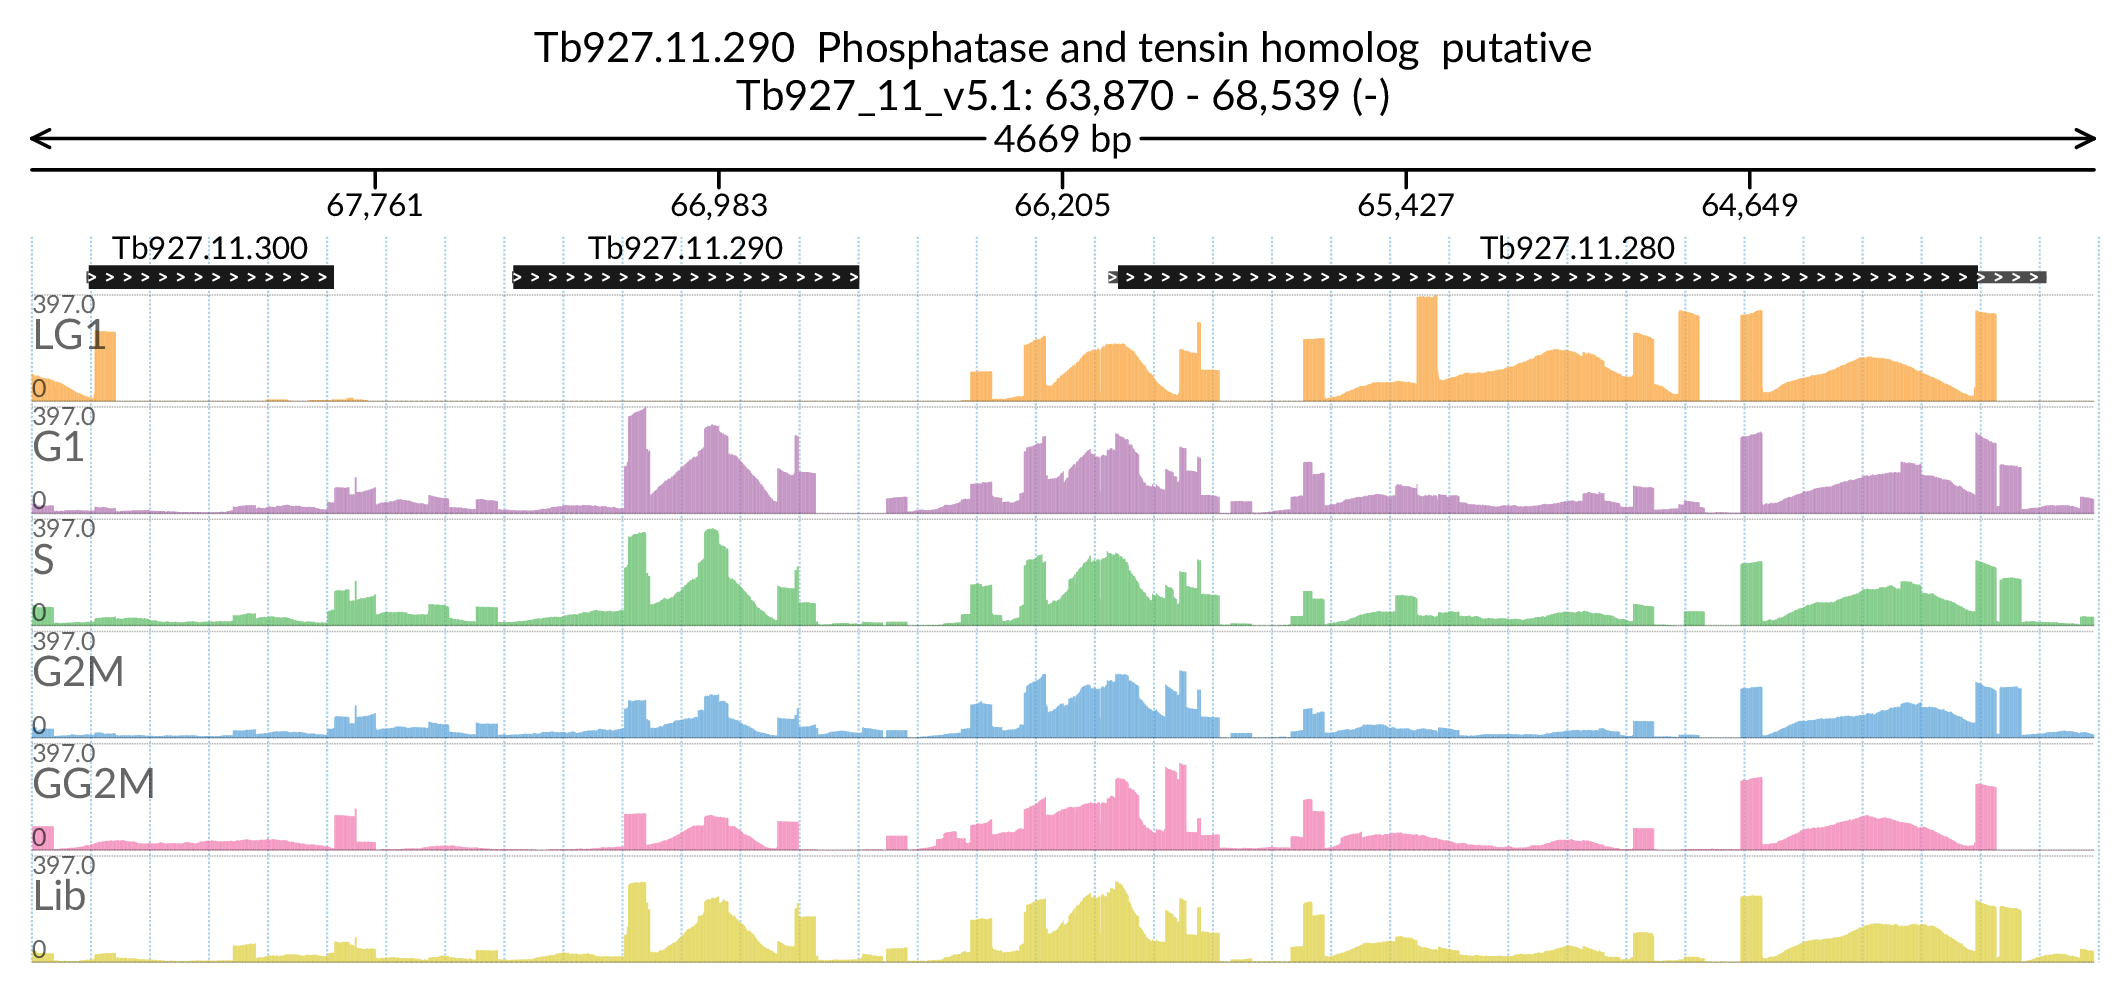 Tb927.11.290  Phosphatase and tensin homolog  putative
Tb927_11_v5.1: 63,870 - 68,539 (-)
4669 bp
67,761 66,983 66,205 65,427 64,649
Tb927.11.300 Tb927.11.290 Tb927.11.280
397.0
LG1
0
397.0
G1
0
397.0
S
0
397.0
G2M
0
397.0
GG2M
0
397.0
Lib
0